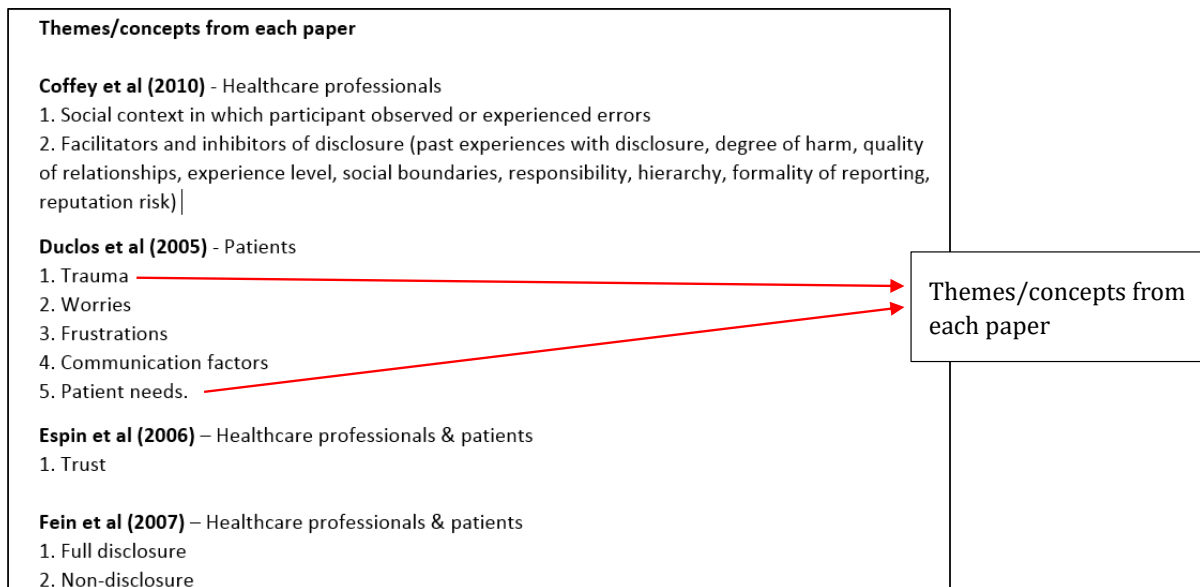 Themes/concepts from each paper
Coffey et al (2010) - Healthcare professionals
1. Social context in which participant observed or experienced errors
2. Facilitators and inhibitors of disclosure (past experiences with disclosure, degree of harm, quality
of relationships, experience level, social boundaries, responsibility, hierarchy, formality of reporting,
reputation risk)
Duclos et al (2005) - Patients
1. Trauma
2. Worries
3. Frustrations
4. Communication factors
5. Patient needs.
Espin et al (2006) – Healthcare professionals & patients
1. Trust
Fein et al (2007) – Healthcare professionals & patients
1. Full disclosure
2. Non-disclosure
Themes/concepts from
each paper